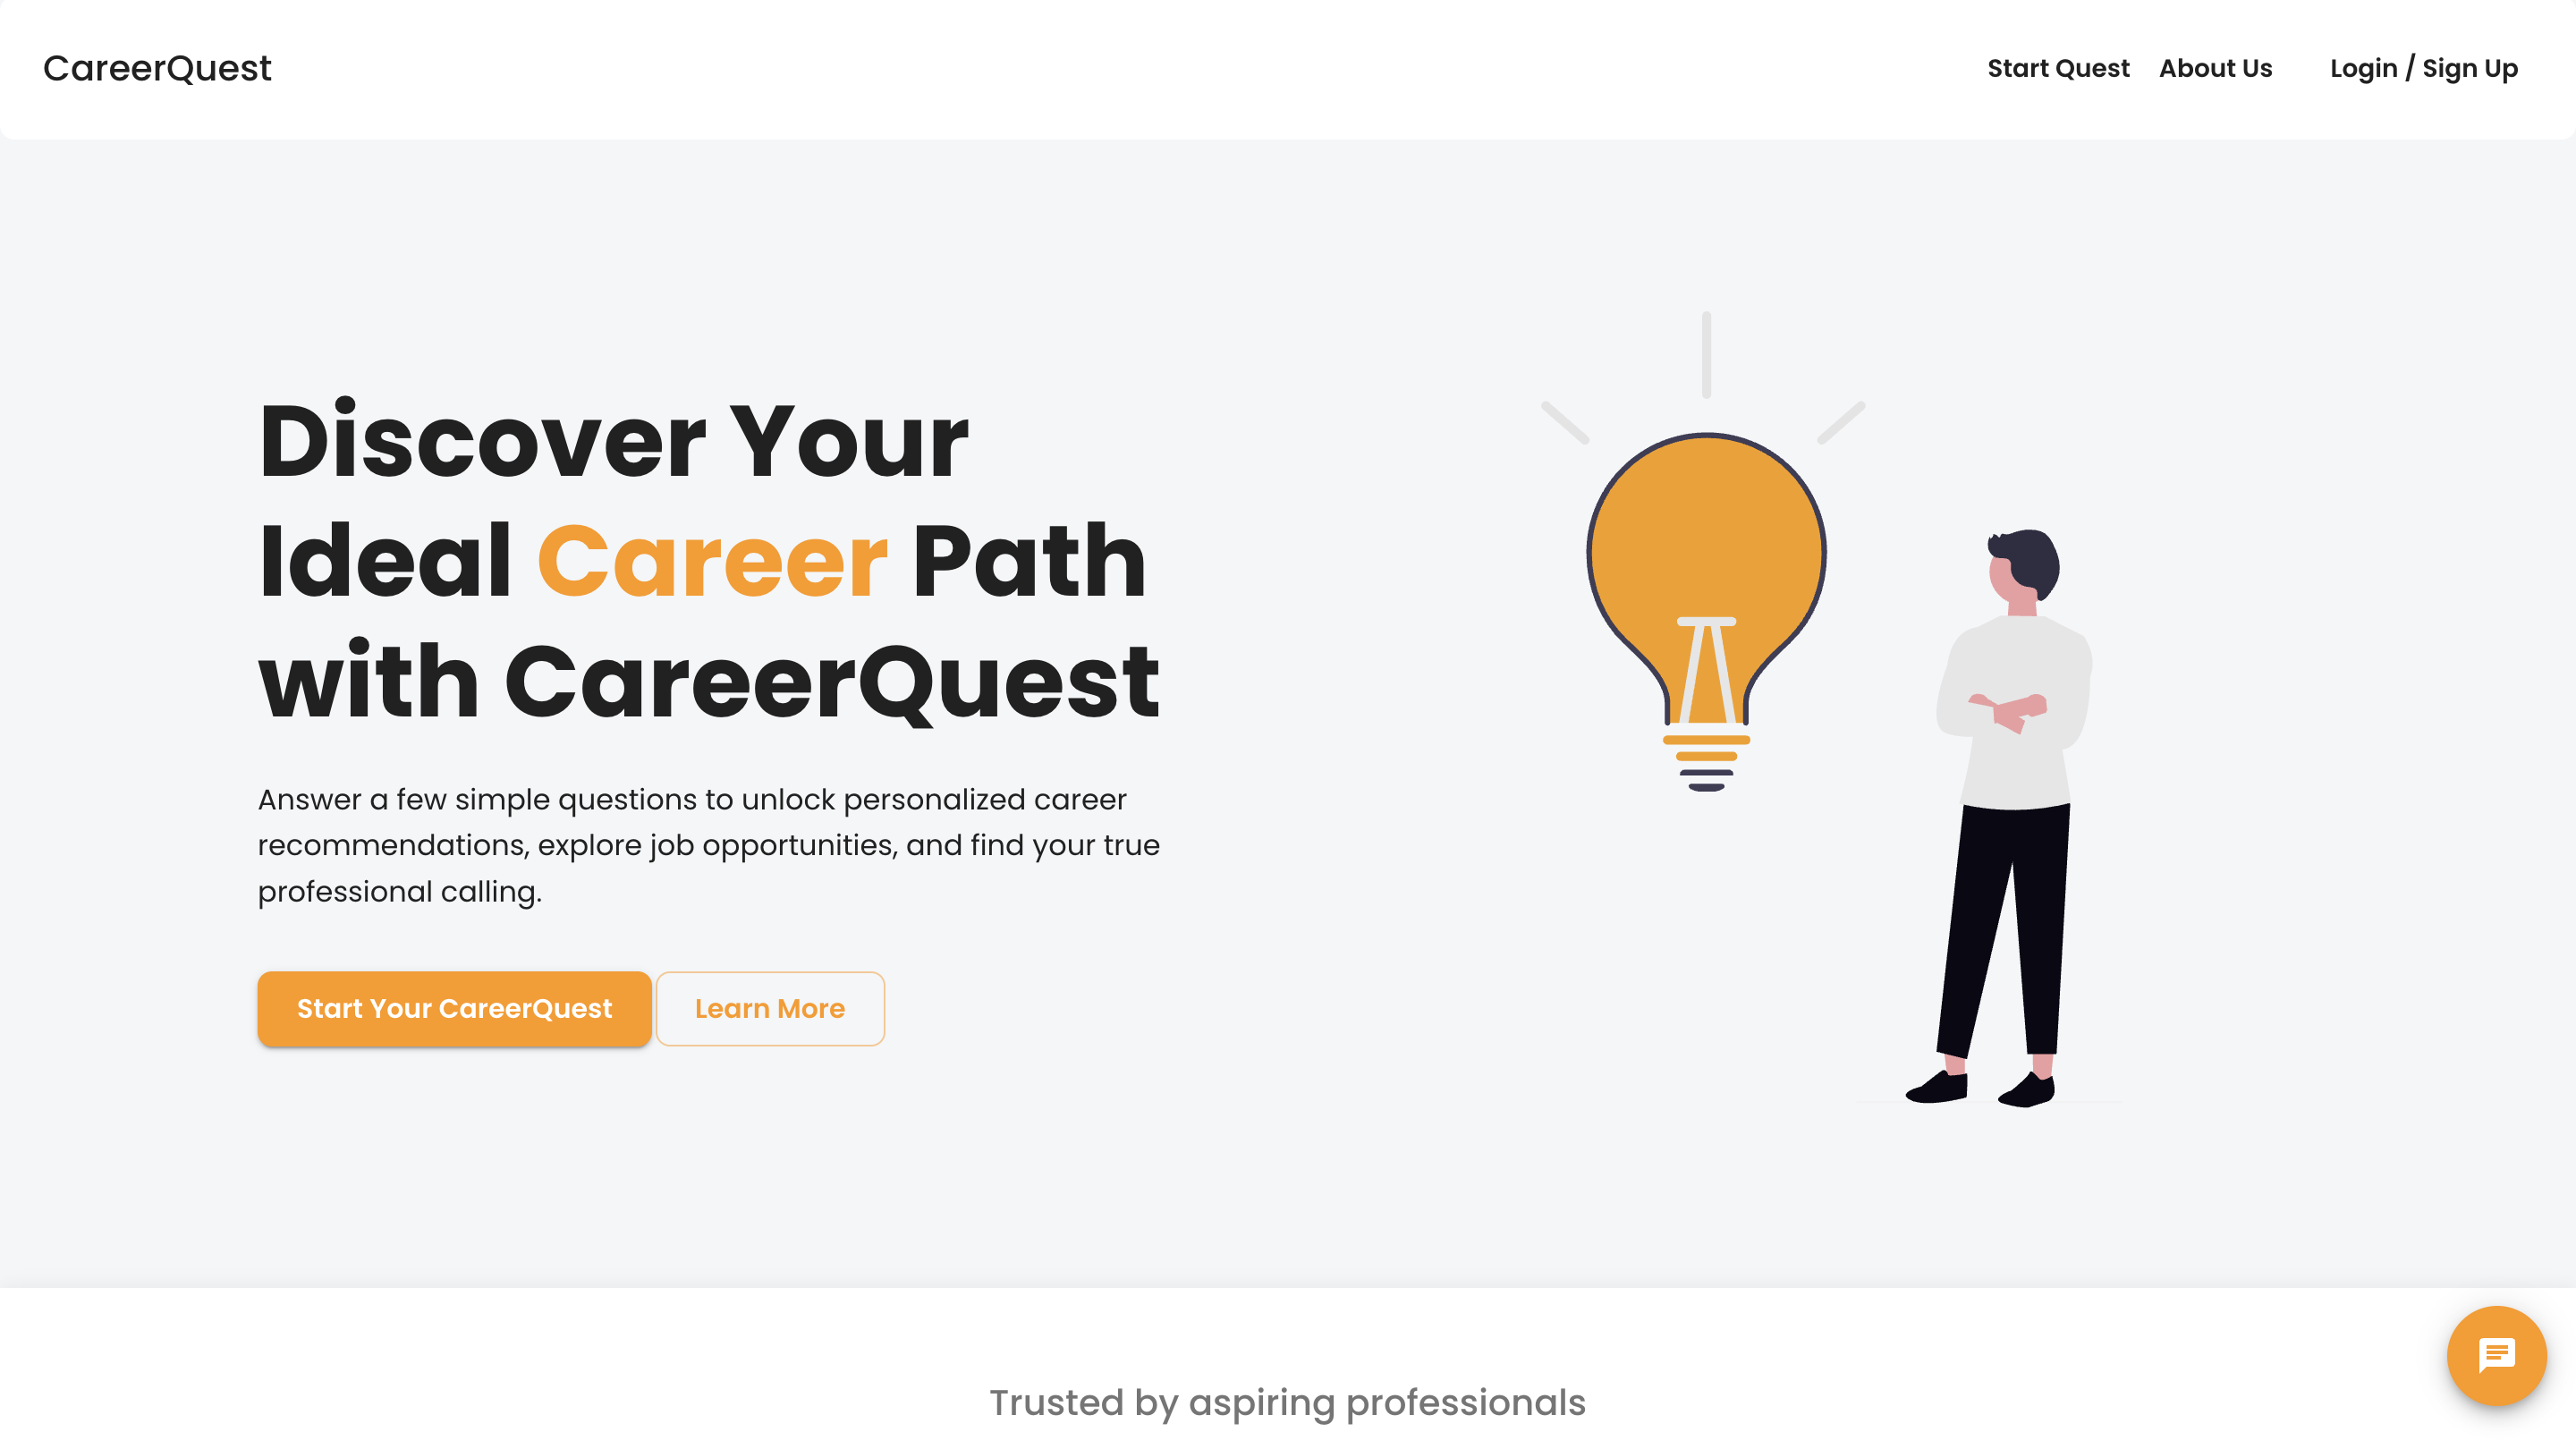 CareerQuest
Start Quest
About Us
Login / Sign Up
Discover Your
Ideal Career Path
with CareerQuest
Answer a few simple questions to unlock personalized career
recommendations, explore job opportunities, and find your true
professional calling.
Start Your CareerQuest
Learn More
Trusted by aspiring professionals